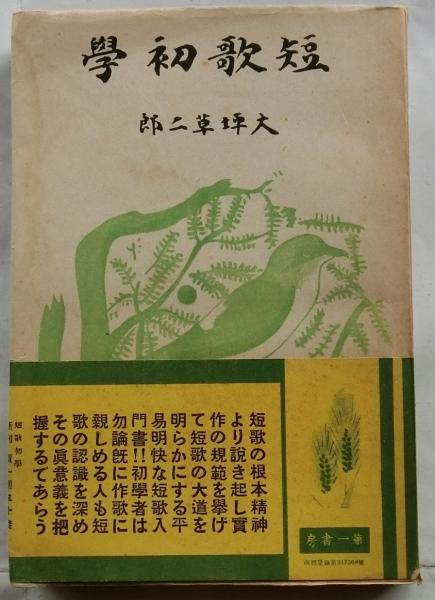 學初歌短
郎二草坪大
短歌の根本精神
より說き起し實
作の規範を擧げ
て短歌の大道を
明らかにする平
易明快な短歌入
門書!!初學者は
勿論旣に作歌に
親しめる人も短
歌の認識を深め
その眞意義を把
握するであらう
短歌初學
房書一第